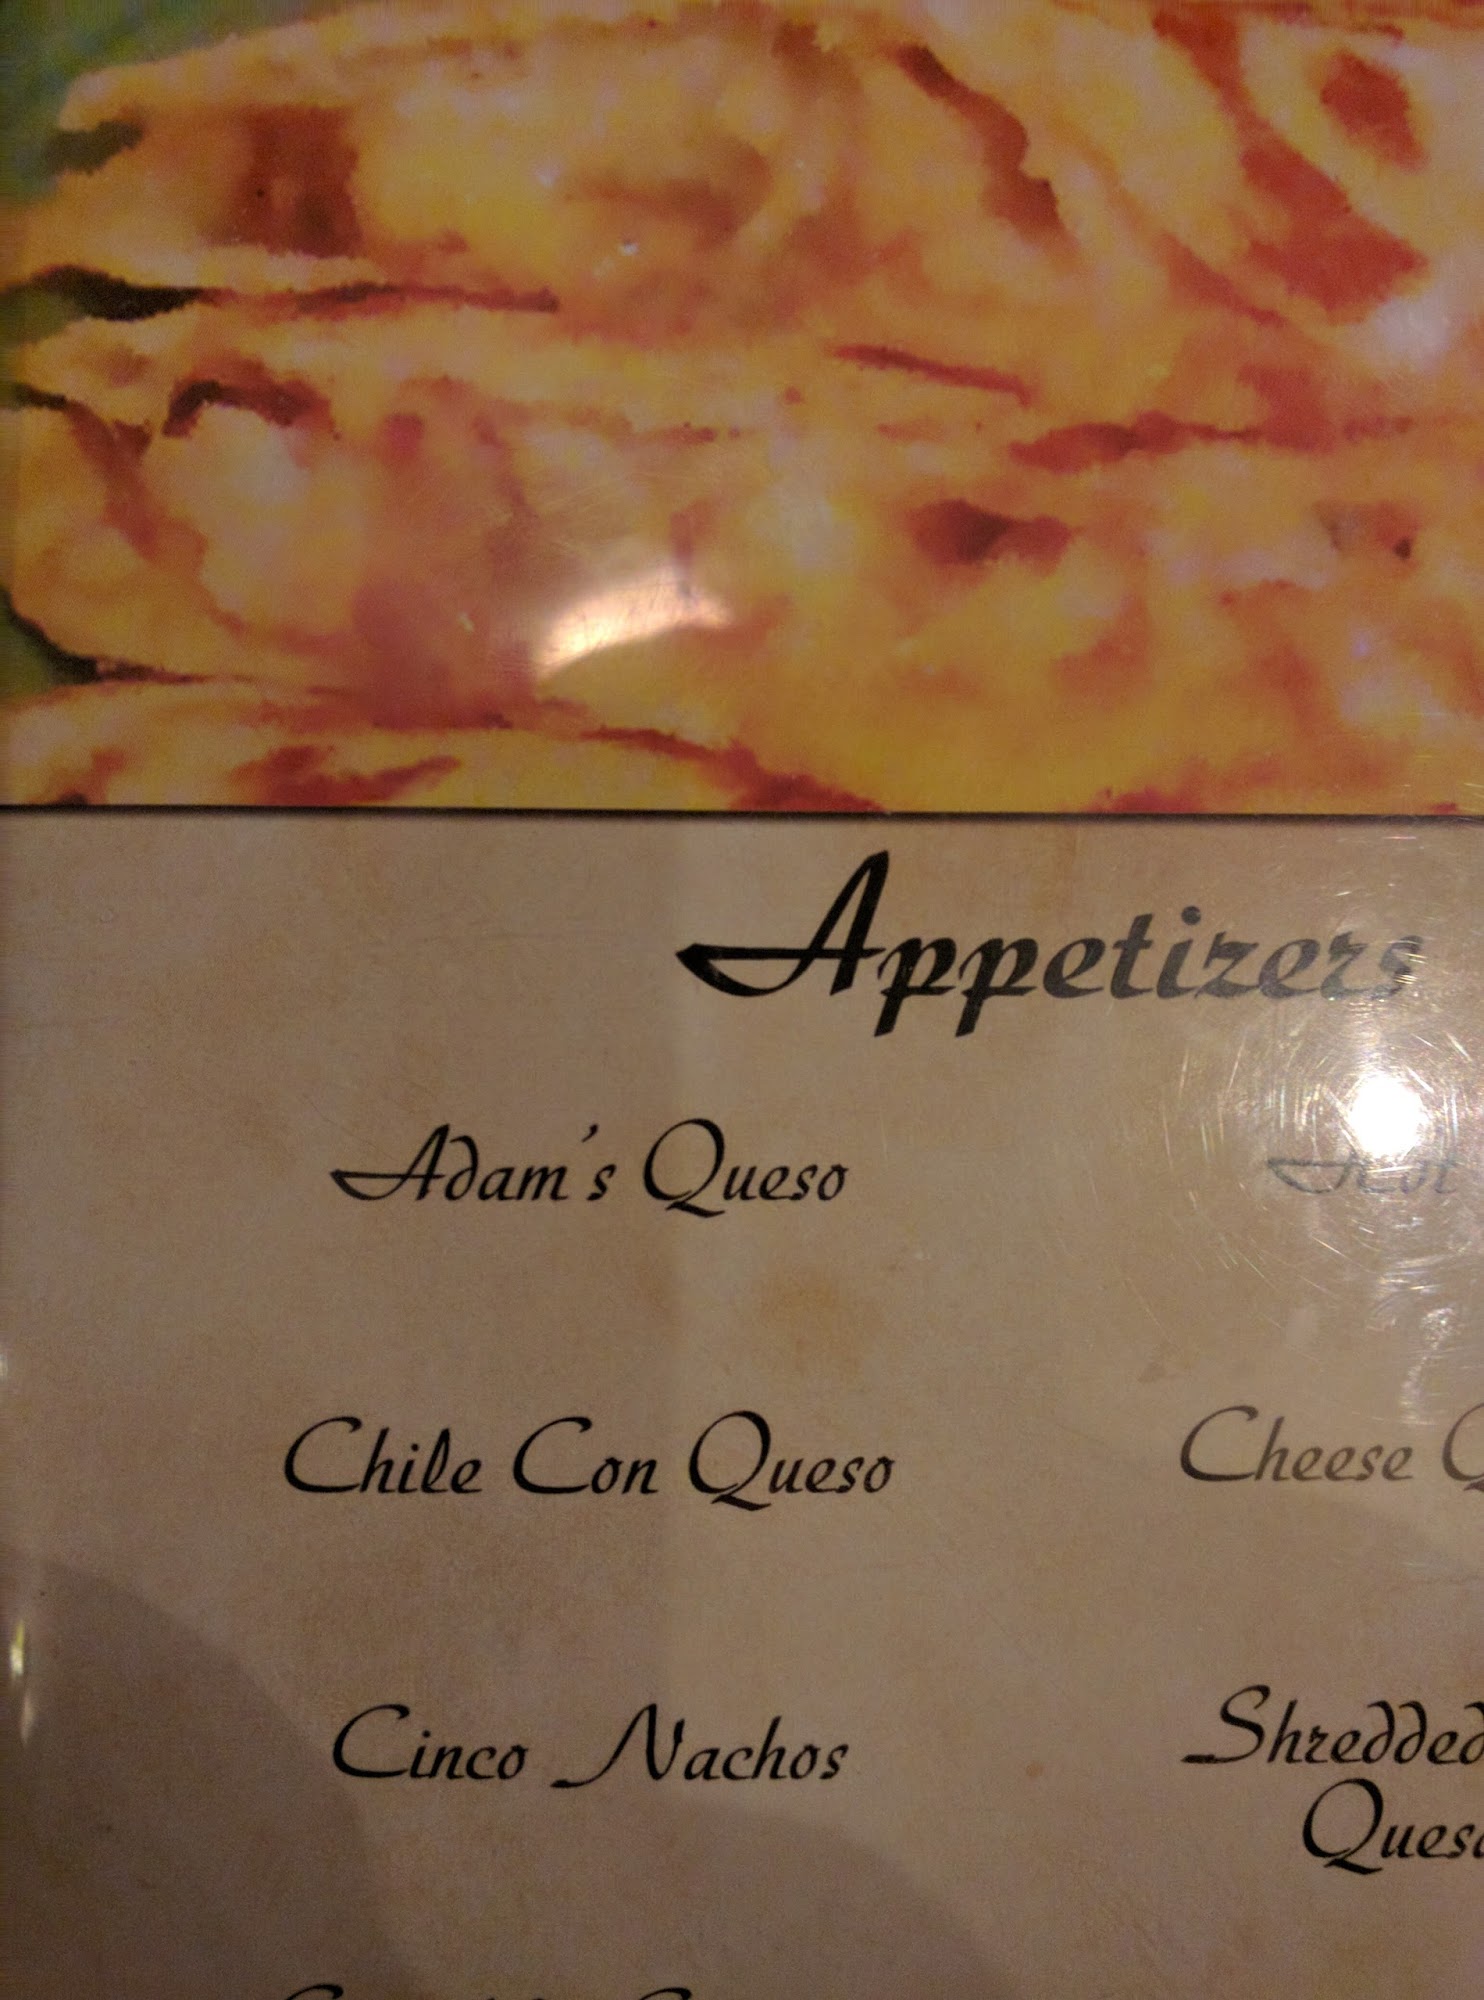 Appetizers
Adam's Queso
Chile Con Queso
Cheese
Cinco Nachos
Shredded